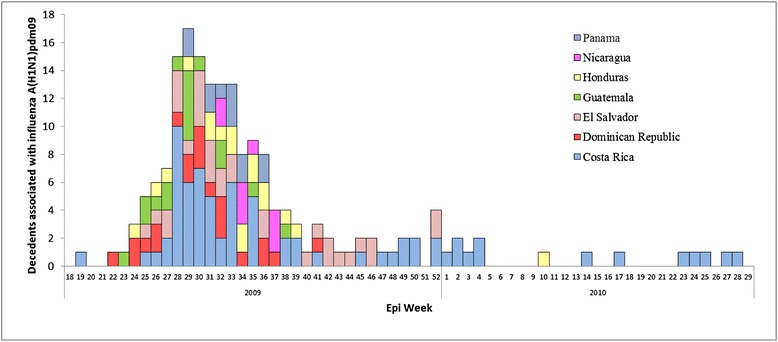 Decedents associated with influenza A(H1N1)pdm09
18
16
14
12
10
8
6
4
2
0
Panama
Nicaragua
Honduras
Guatemala
El Salvador
Dominican Republic
Costa Rica
18 19 20 21 22 23 24 25 26 27 28 29 30 31 32 33 34 35 36 37 38 39 40 41 42 43 44 45 46 47 48 49 50 51 52 1 2 3 4 5 6 7 8 9 10 11 12 13 14 15 16 17 18 19 20 21 22 23 24 25 26 27 28 29
2009 2010
Epi Week